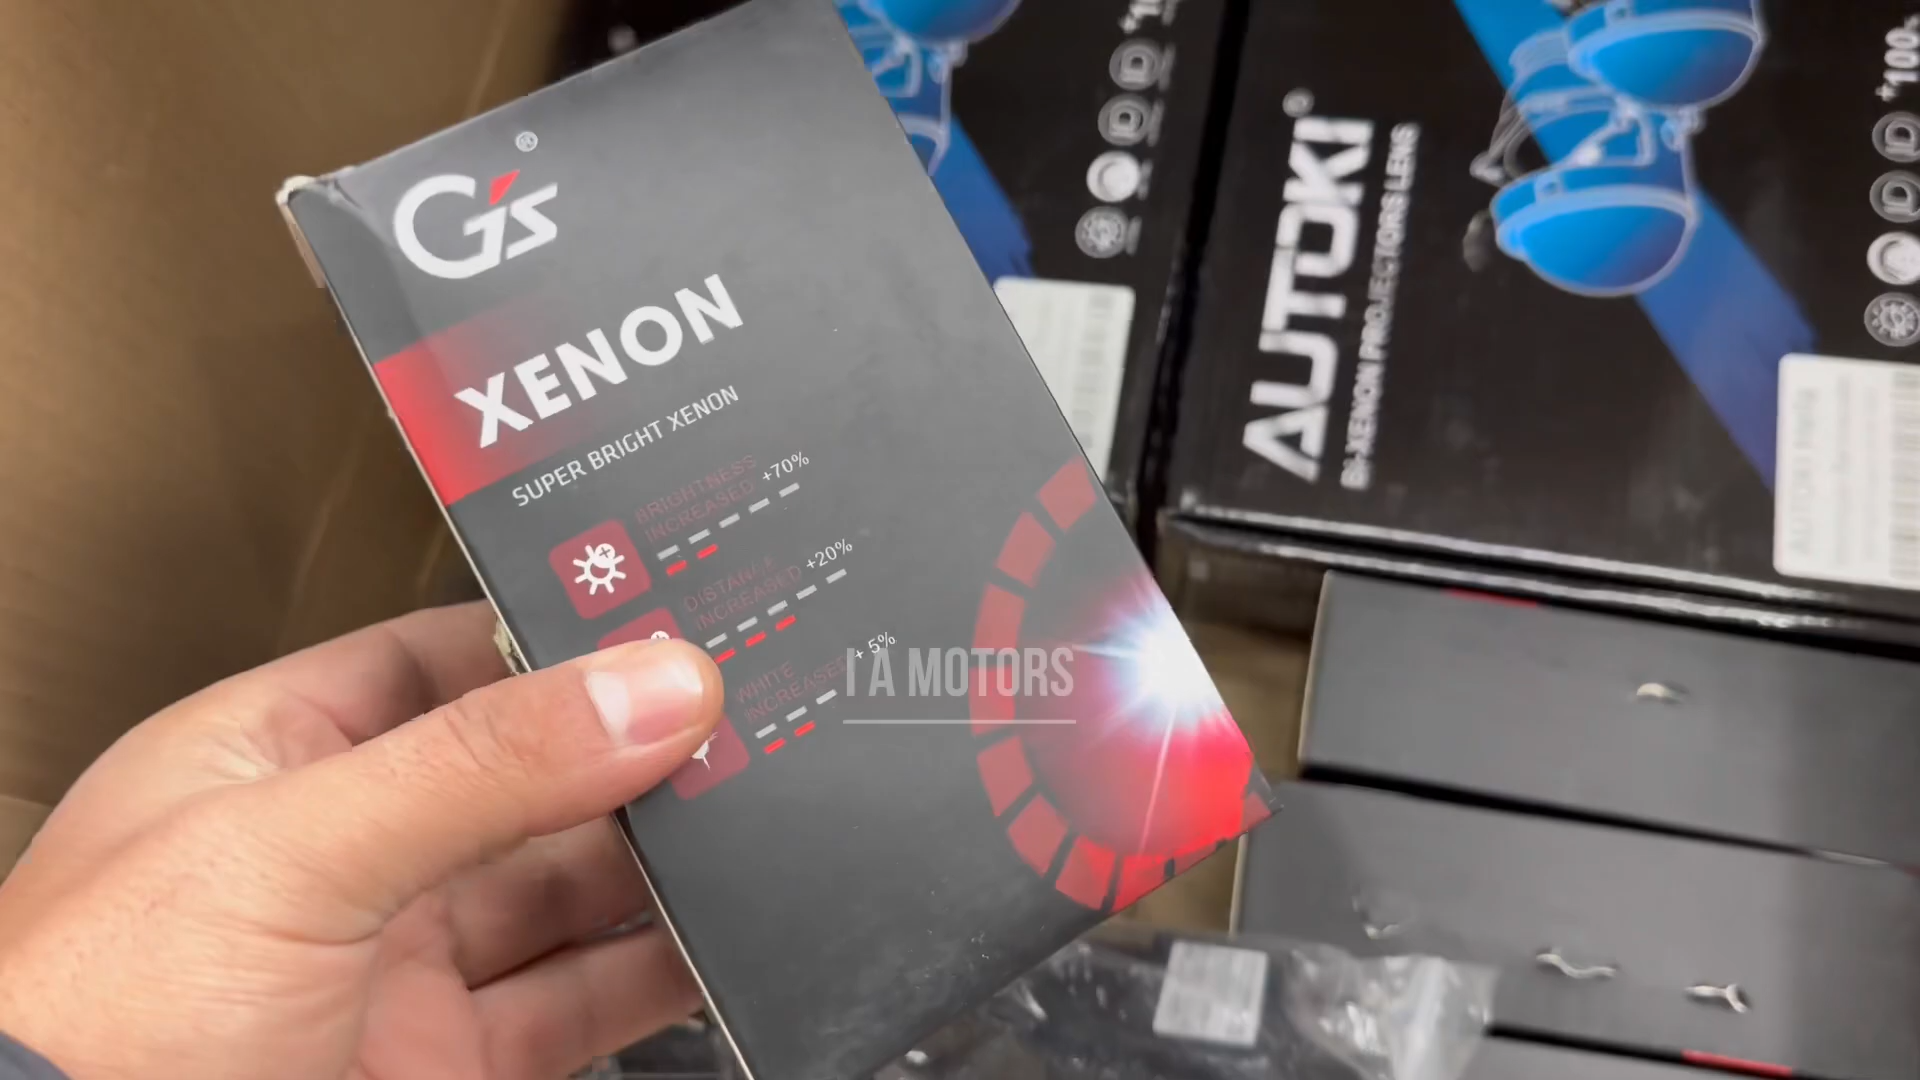 G's ®
XENON
SUPER BRIGHT XENON
BRIGHTNESS
INCREASED +70%
DISTANCE
INCREASED +20%
WHITE
INCREASED + 5%
I A MOTORS
AUTOKI ®
BI-XENON PROJECTORS LENS
+100